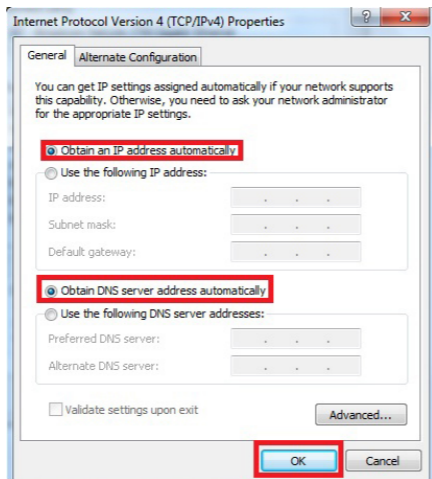 Internet Protocol Version 4 (TCP/IPv4) Properties
General
Alternate Configuration
You can get IP settings assigned automatically if your network supports
this capability. Otherwise, you need to ask your network administrator
for the appropriate IP settings.
Obtain an IP address automatically
Use the following IP address:
IP address:
Subnet mask:
Default gateway:
Obtain DNS server address automatically
Use the following DNS server addresses:
Preferred DNS server:
Alternate DNS server:
Validate settings upon exit
Advanced...
OK
Cancel